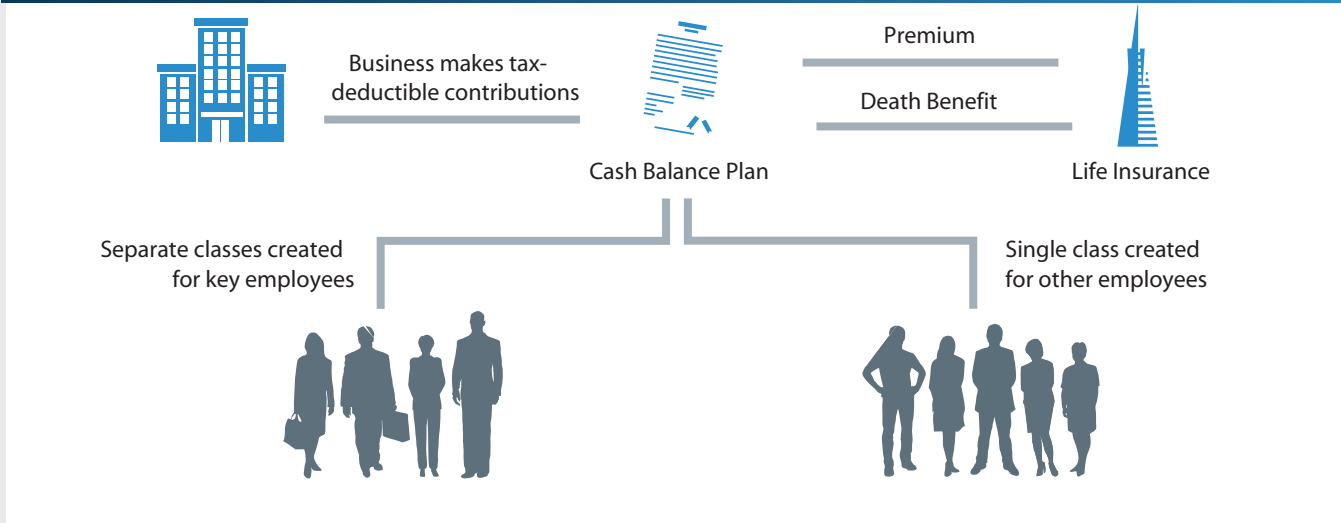 Business makes tax-
deductible contributions
Premium
Death Benefit
Cash Balance Plan
Life Insurance
Separate classes created
for key employees
Single class created
for other employees